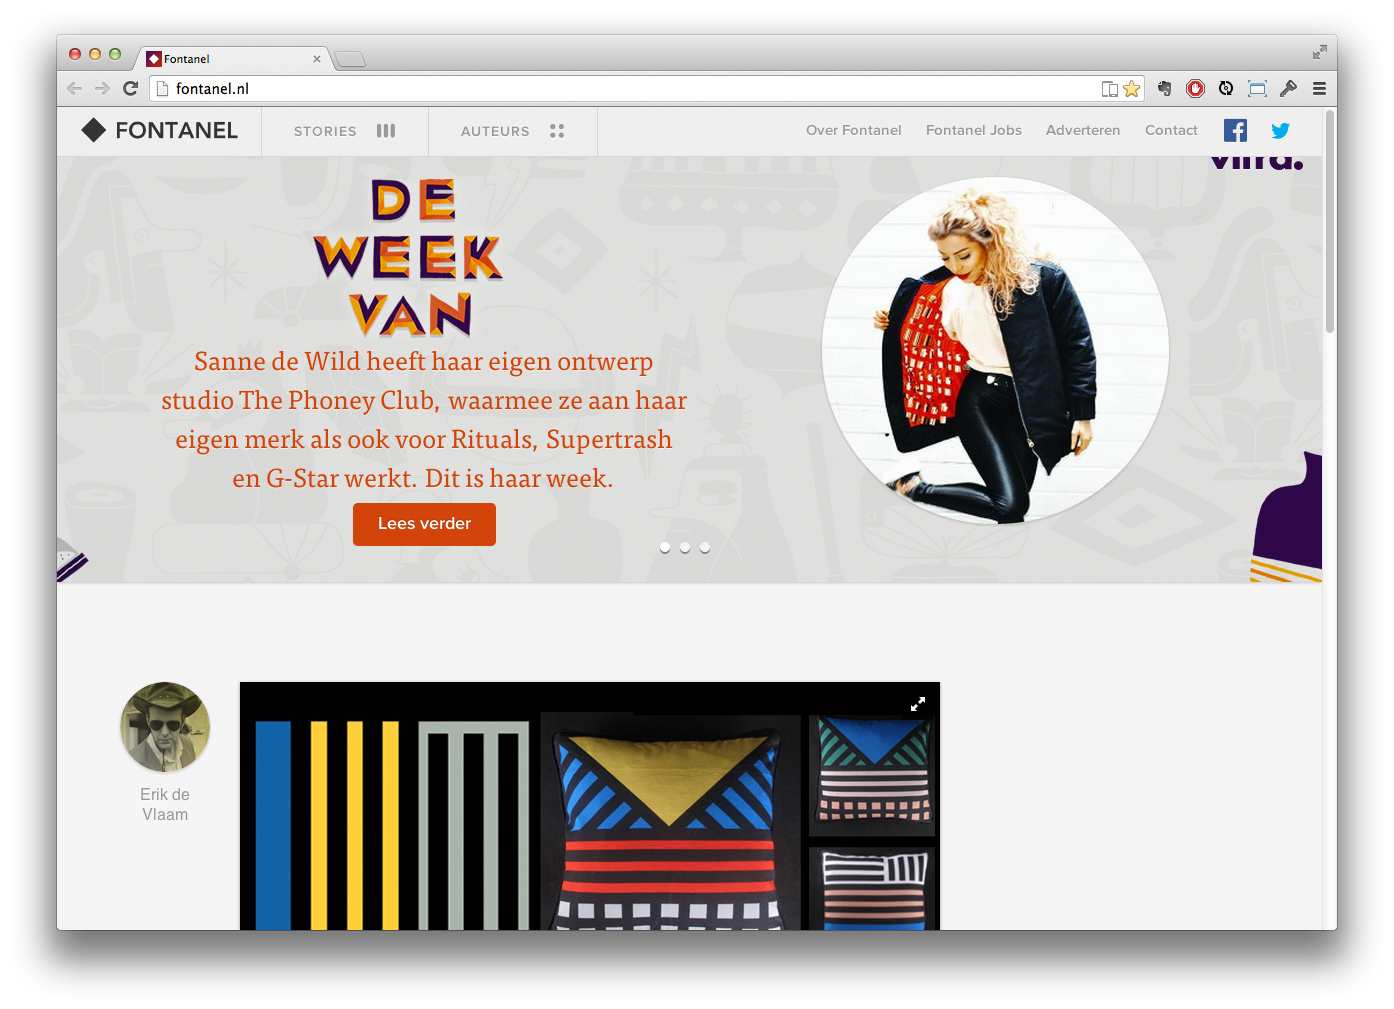 Fontanel
fontanel.nl
FONTANEL
STORIES
AUTEURS
Over Fontanel
Fontanel Jobs
Adverteren
Contact
DE
WEEK
VAN
Sanne de Wild heeft haar eigen ontwerp
studio The Phoney Club, waarmee ze aan haar
eigen merk als ook voor Rituals, Supertrash
en G-Star werkt. Dit is haar week.
Lees verder
Erik de
Vlaam